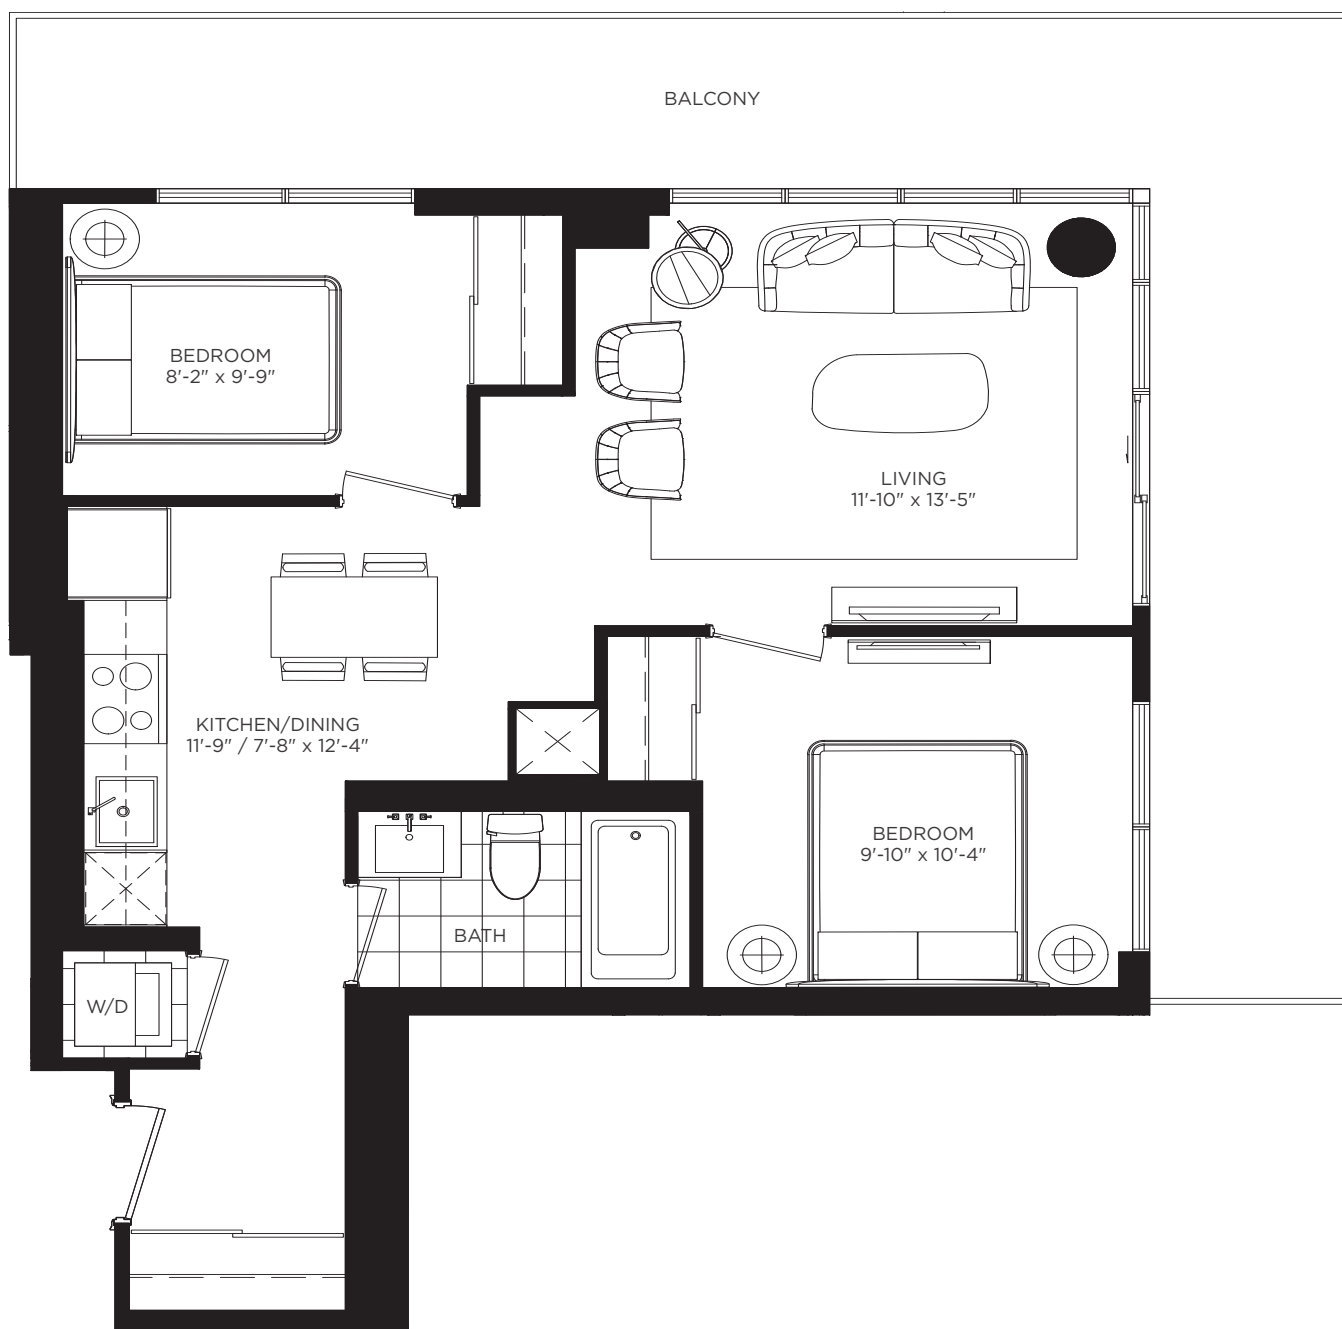 BALCONY
BEDROOM
8'-2" x 9'-9"
LIVING
11'-10" x 13'-5"
KITCHEN/DINING
11'-9" / 7'-8" x 12'-4"
BEDROOM
9'-10" x 10'-4"
BATH
W/D